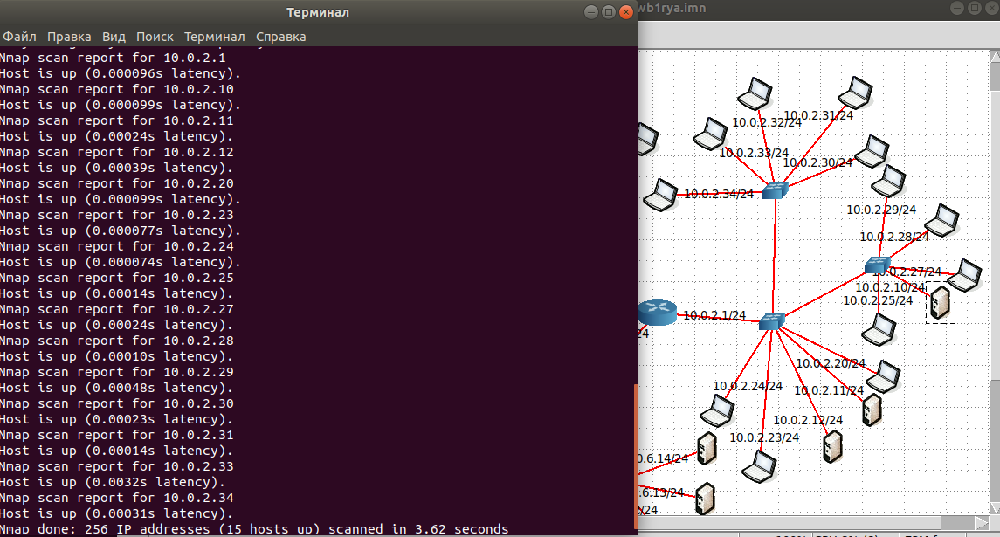 Терминал
wb1rya.imn
Файл Правка Вид Поиск Терминал Справка
Nmap scan report for 10.0.2.1
Host is up (0.000096s latency).
Nmap scan report for 10.0.2.10
Host is up (0.000099s latency).
Nmap scan report for 10.0.2.11
Host is up (0.00024s latency).
Nmap scan report for 10.0.2.12
Host is up (0.00039s latency).
Nmap scan report for 10.0.2.20
Host is up (0.000099s latency).
Nmap scan report for 10.0.2.23
Host is up (0.000077s latency).
Nmap scan report for 10.0.2.24
Host is up (0.000074s latency).
Nmap scan report for 10.0.2.25
Host is up (0.00014s latency).
Nmap scan report for 10.0.2.27
Host is up (0.00024s latency).
Nmap scan report for 10.0.2.28
Host is up (0.00010s latency).
Nmap scan report for 10.0.2.29
Host is up (0.00048s latency).
Nmap scan report for 10.0.2.30
Host is up (0.00023s latency).
Nmap scan report for 10.0.2.31
Host is up (0.00014s latency).
Nmap scan report for 10.0.2.33
Host is up (0.0032s latency).
Nmap scan report for 10.0.2.34
Host is up (0.00031s latency).
Nmap done: 256 IP addresses (15 hosts up) scanned in 3.62 seconds
10.0.2.31/24
10.0.2.32/24
10.0.2.33/24
10.0.2.30/24
10.0.2.34/24
10.0.2.29/24
10.0.2.28/24
10.0.2.27/24
10.0.2.10/24
10.0.2.25/24
10.0.2.1/24
24
10.0.2.20/24
10.0.2.24/24
10.0.2.11/24
10.0.2.12/24
10.0.2.23/24
0.6.14/24
.6.13/24
/24